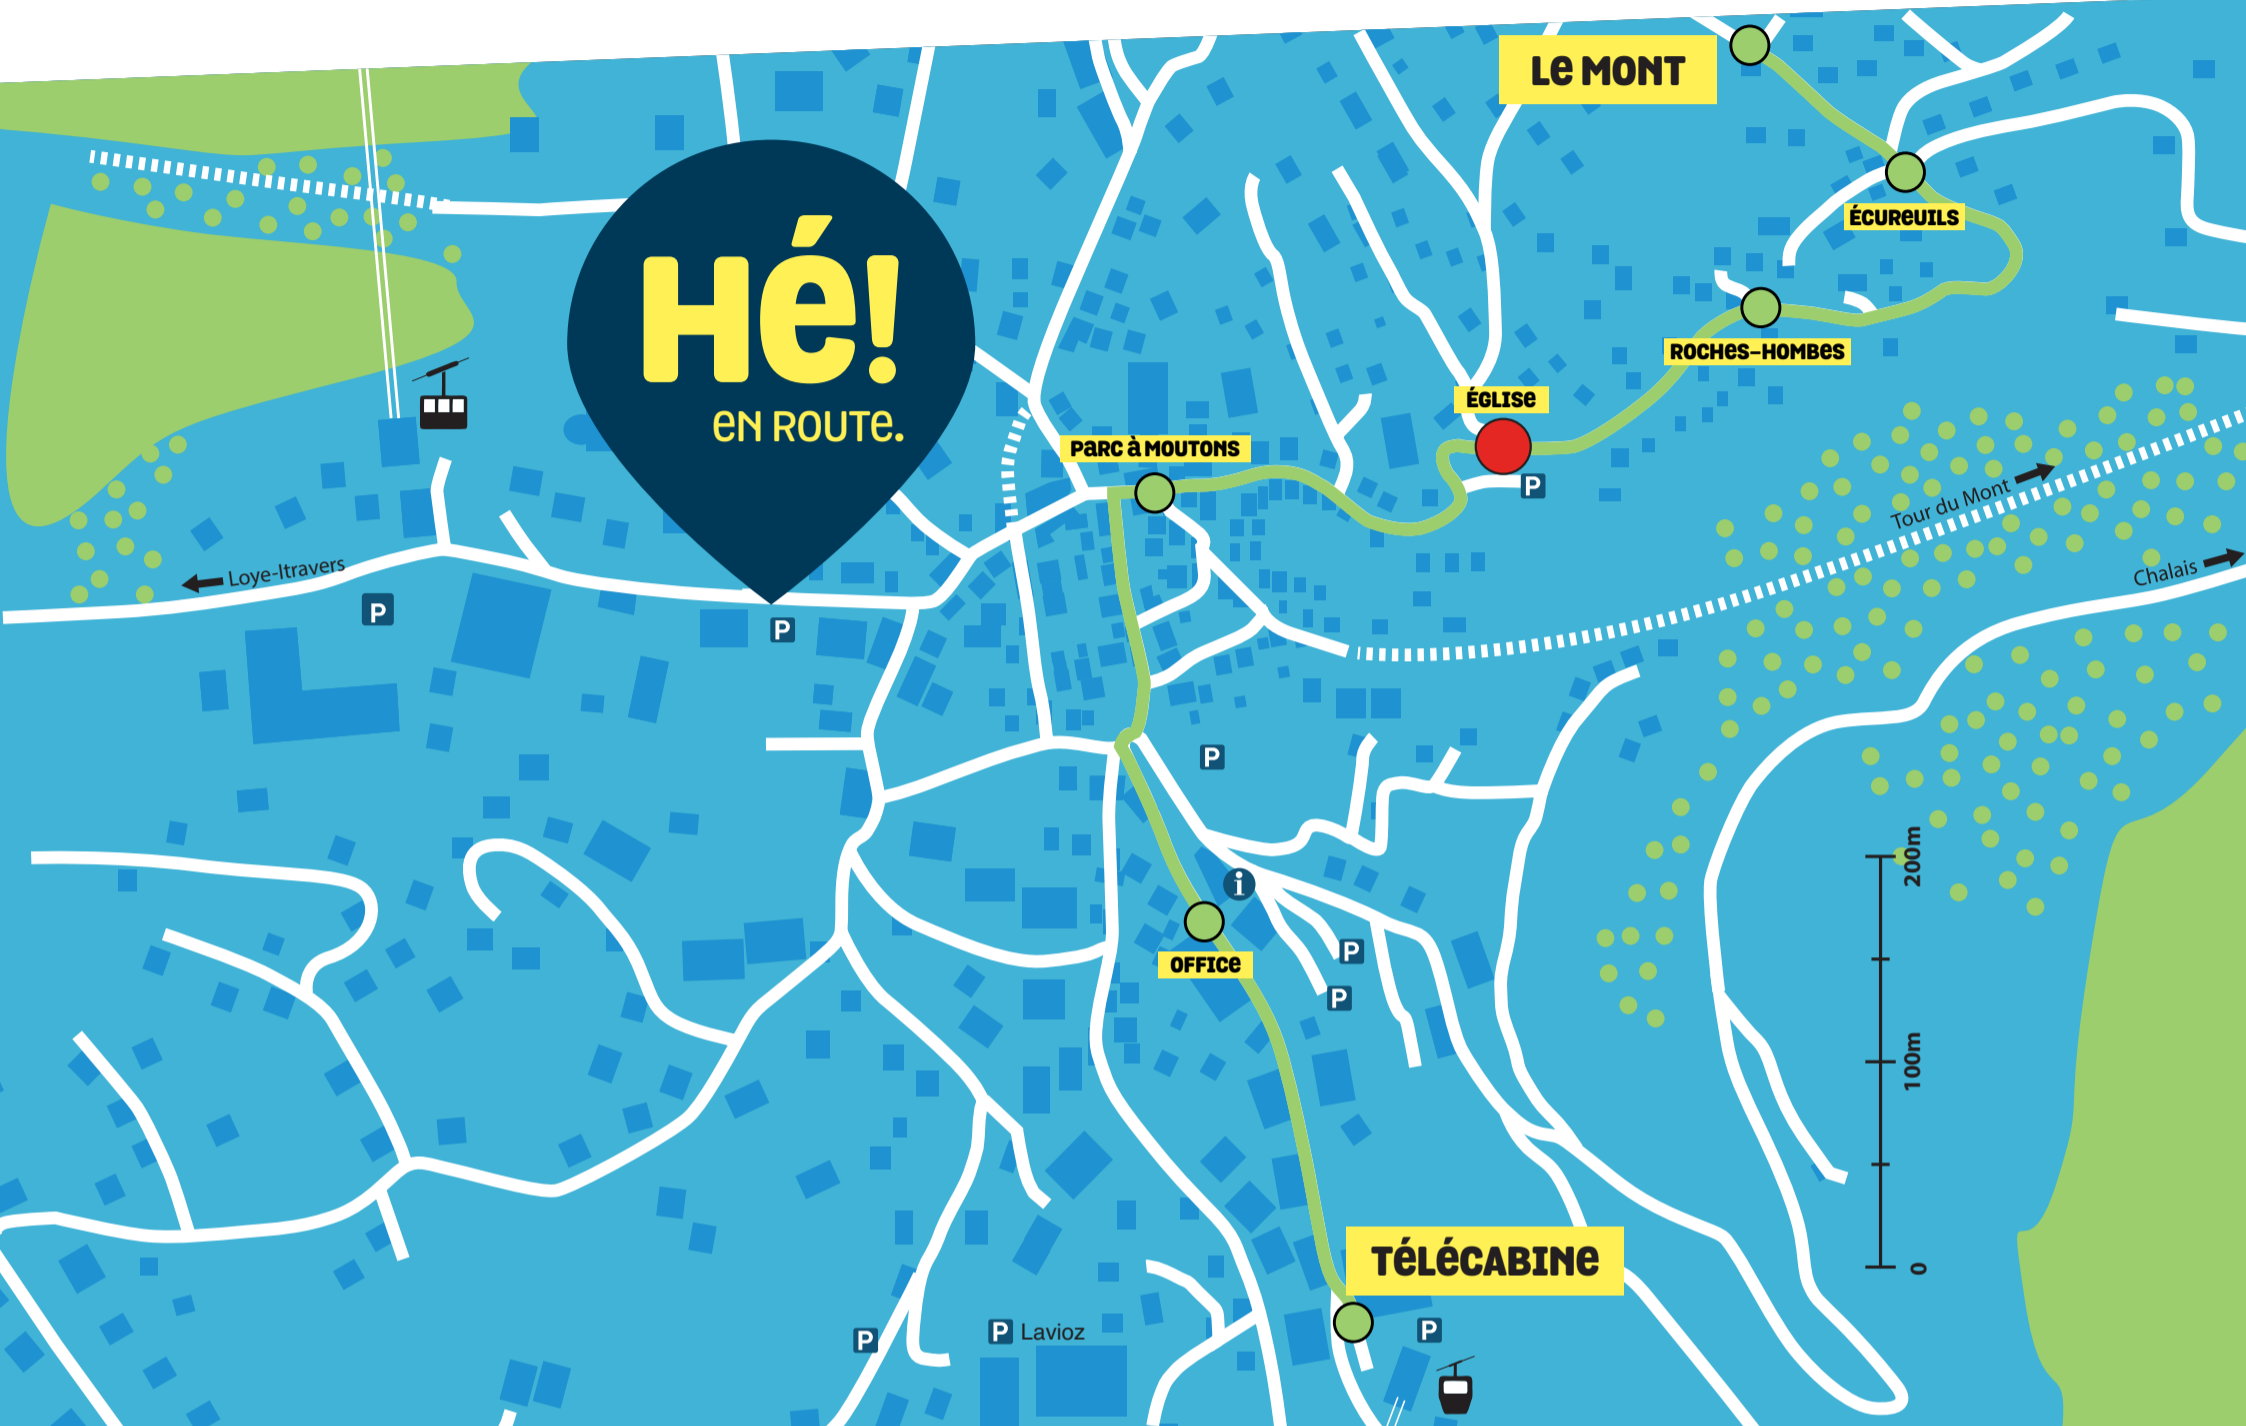 Le MONT
ÉCUReUILS
Hé!
eN ROUTe.
ROCHeS-HOMBeS
ÉGLISe
PaRC à MOUTONS
P
Tour du Mont
Loye-Itravers
Chalais
P
P
P
200m
i
OFFICe
P
P
100m
TéLéCaBINe
0
P
P Lavioz
P